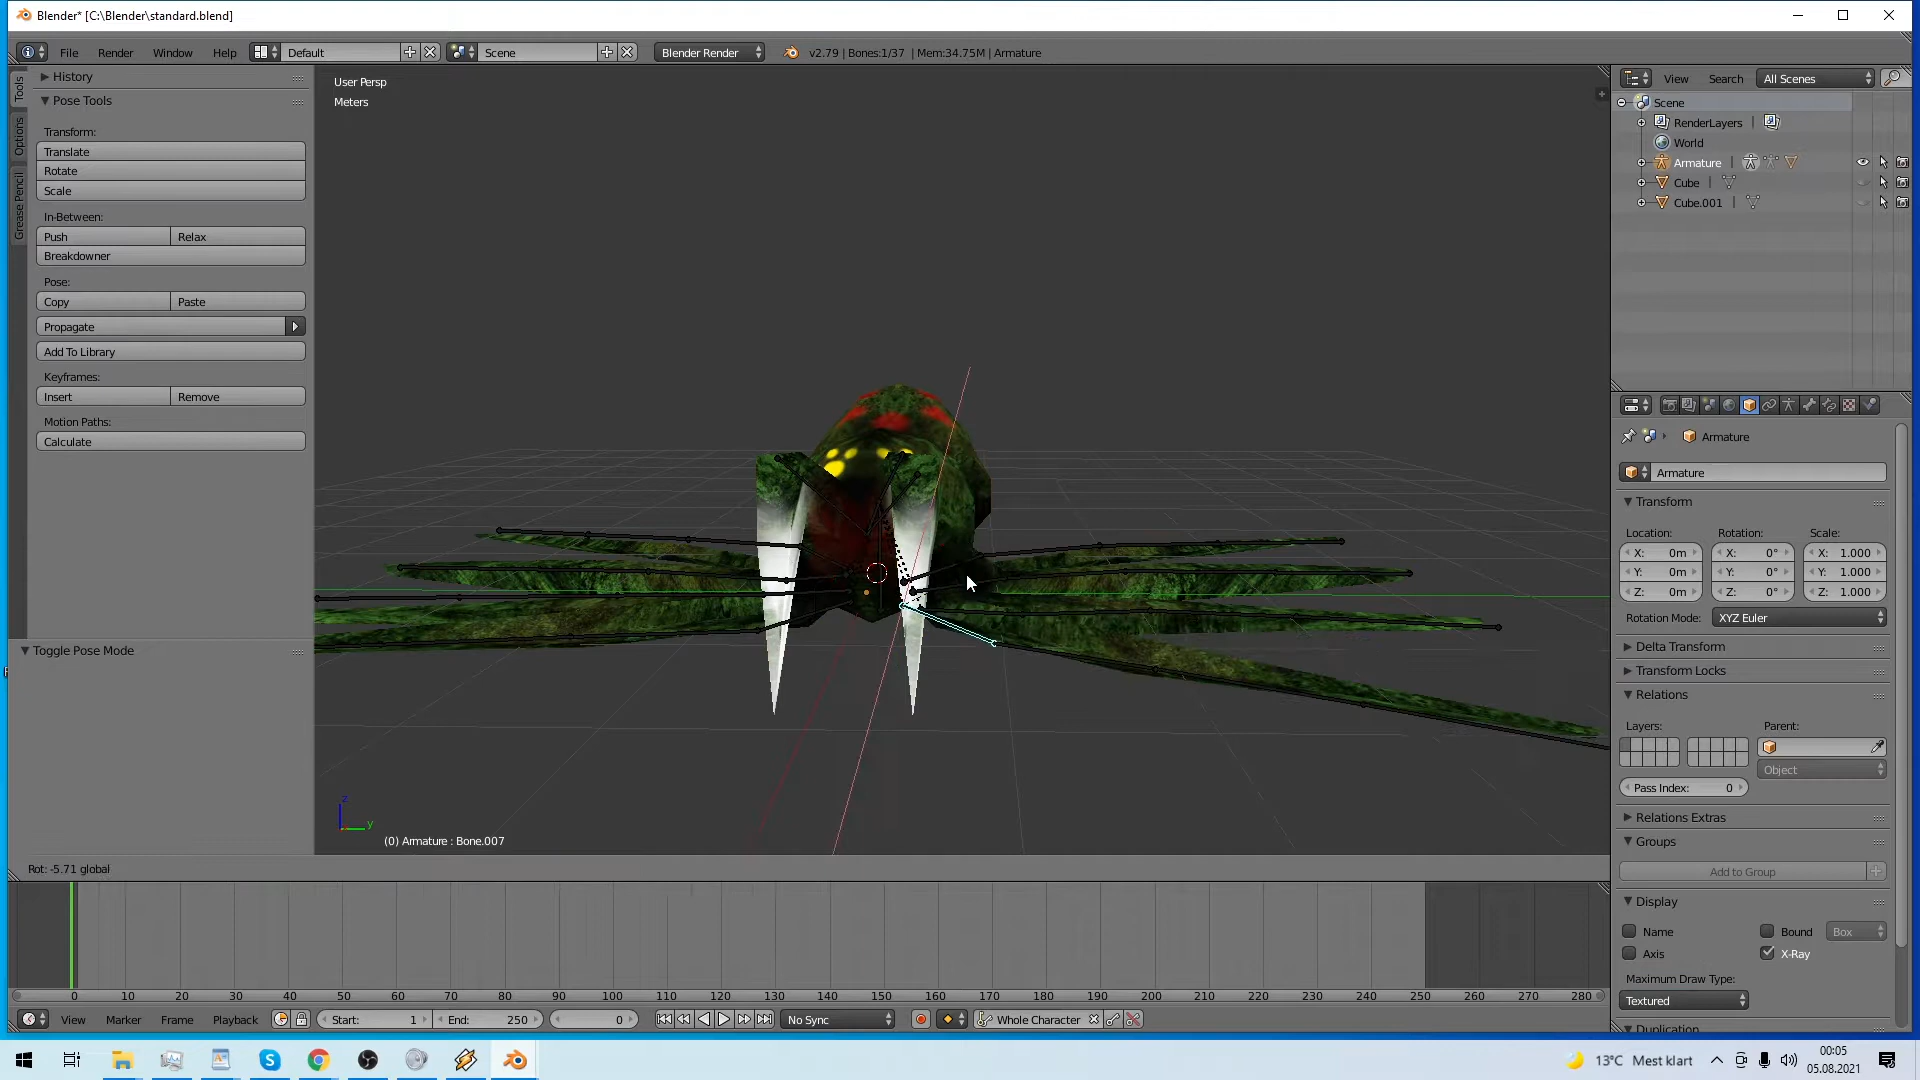 Blender* [C:\Blender\standard.blend]
File Render Window Help Default Scene Blender Render v2.79 | Bones:1/37 | Mem:34.75M | Armature
Tools
Options
Grease Pencil
History
Pose Tools
Transform:
Translate
Rotate
Scale
In-Between:
Push Relax
Breakdowner
Pose:
Copy Paste
Propagate
Add To Library
Keyframes:
Insert Remove
Motion Paths:
Calculate
Toggle Pose Mode
User Persp
Meters
z
y
(0) Armature : Bone.007
Rot: -5.71 global
View Search All Scenes
Scene
RenderLayers |
World
Armature |
Cube |
Cube.001 |
Armature
Armature
Transform
Location: Rotation: Scale:
X: 0m X: 0° X: 1.000
Y: 0m Y: 0° Y: 1.000
Z: 0m Z: 0° Z: 1.000
Rotation Mode: XYZ Euler
Delta Transform
Transform Locks
Relations
Layers: Parent:
Object
Pass Index: 0
Relations Extras
Groups
Add to Group
Display
Name Bound Box
Axis X-Ray
Maximum Draw Type:
Textured
Duplication
0 10 20 30 40 50 60 70 80 90 100 110 120 130 140 150 160 170 180 190 200 210 220 230 240 250 260 270 280
View Marker Frame Playback Start: 1 End: 250 0 No Sync Whole Character
13°C Mest klart
00:05
05.08.2021